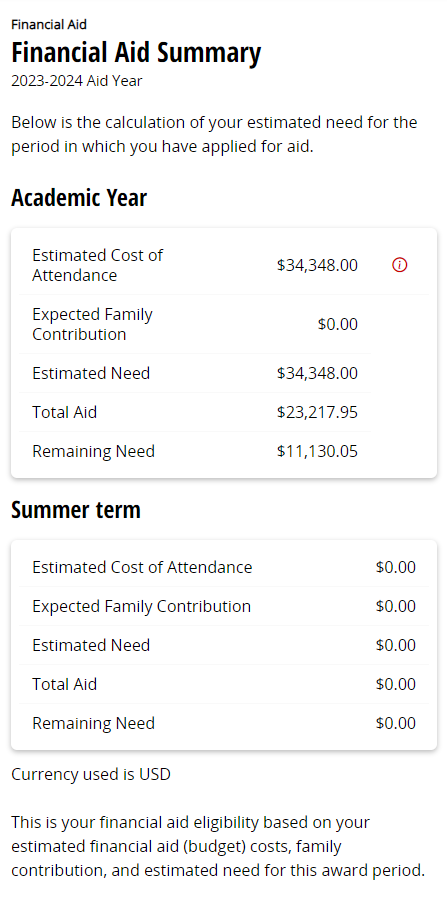 Financial Aid
Financial Aid Summary
2023-2024 Aid Year
Below is the calculation of your estimated need for the
period in which you have applied for aid.
Academic Year
Estimated Cost of
Attendance
$34,348.00
Expected Family
Contribution
$0.00
Estimated Need $34,348.00
Total Aid $23,217.95
Remaining Need $11,130.05
Summer term
Estimated Cost of Attendance $0.00
Expected Family Contribution $0.00
Estimated Need $0.00
Total Aid $0.00
Remaining Need $0.00
Currency used is USD
This is your financial aid eligibility based on your
estimated financial aid (budget) costs, family
contribution, and estimated need for this award period.